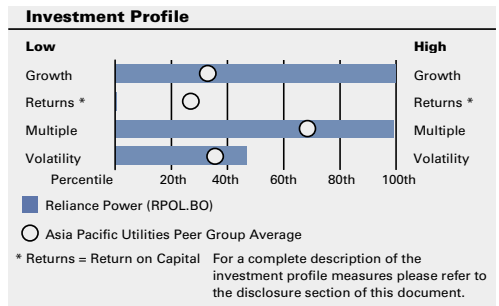 Investment Profile
Low High
Growth Growth
Returns * Returns *
Multiple Multiple
Volatility Volatility
Percentile 20th 40th 60th 80th 100th
Reliance Power (RPOL.BO)
Asia Pacific Utilities Peer Group Average
* Returns = Return on Capital For a complete description of the
investment profile measures please refer to
the disclosure section of this document.